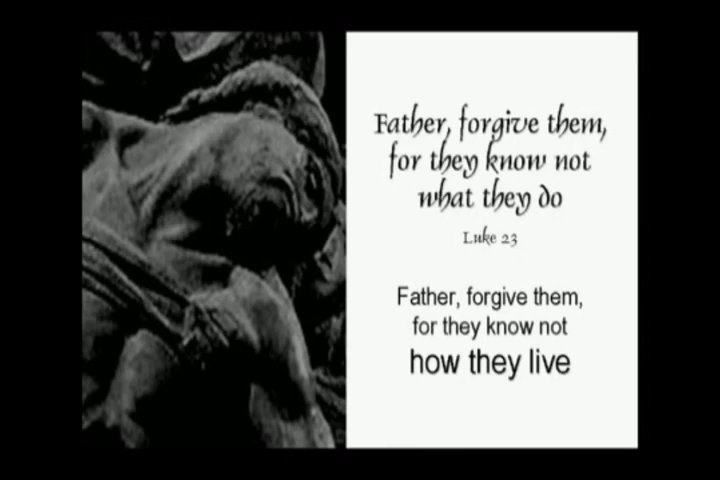 Father, forgive them,
for they know not
what they do
Luke 23
Father, forgive them,
for they know not
how they live